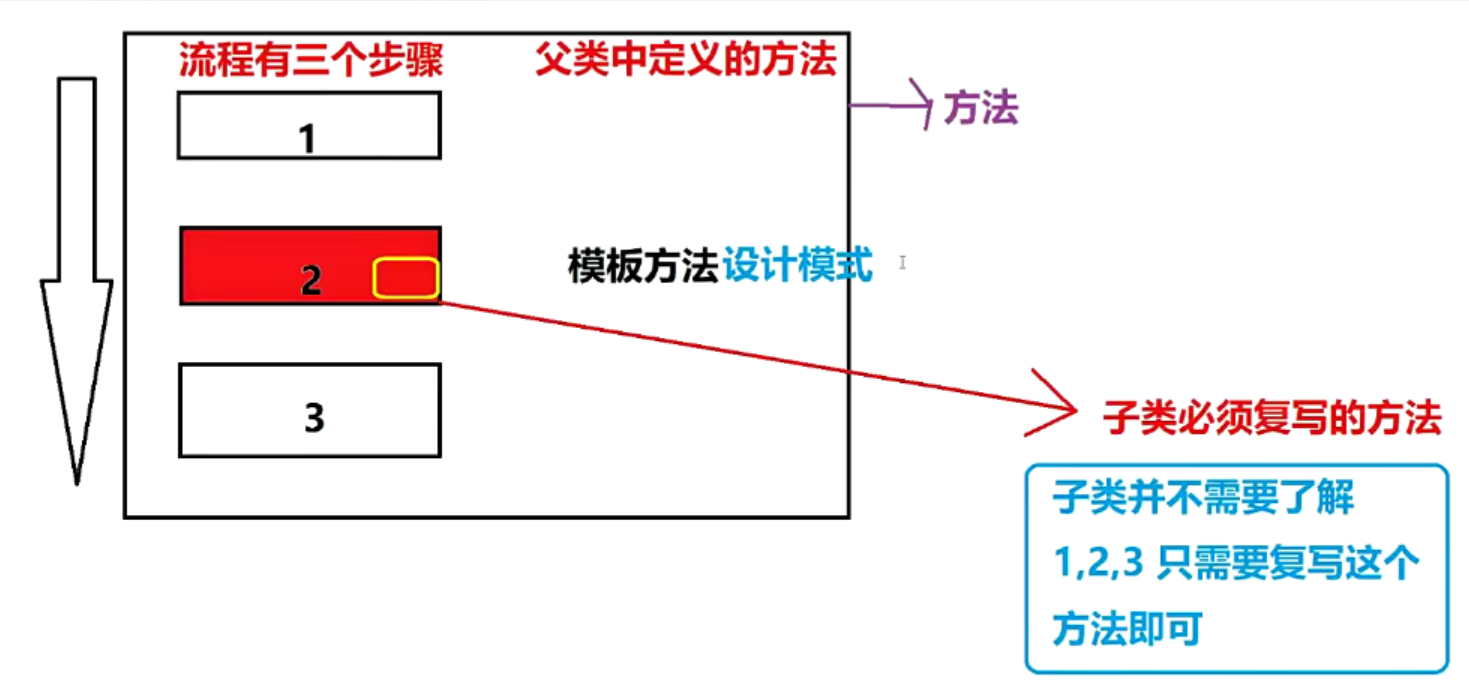 流程有三个步骤
父类中定义的方法
方法
1
2
模板方法设计模式
3
子类必须复写的方法
子类并不需要了解
1,2,3 只需要复写这个
方法即可